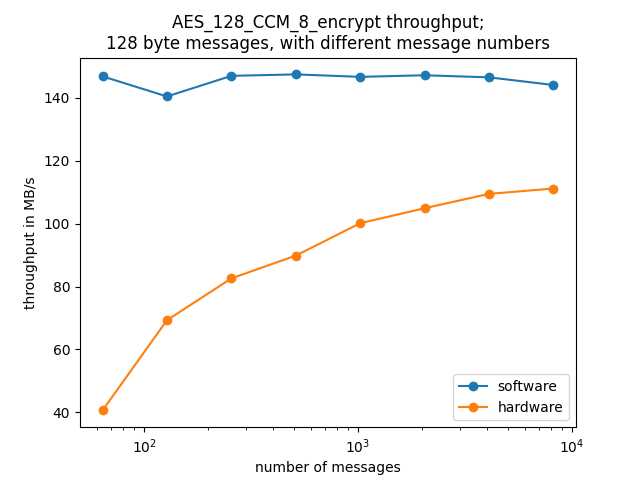 AES_128_CCM_8_encrypt throughput;
128 byte messages, with different message numbers
throughput in MB/s
140
120
100
80
60
40
software
hardware
10²
10³
10⁴
number of messages